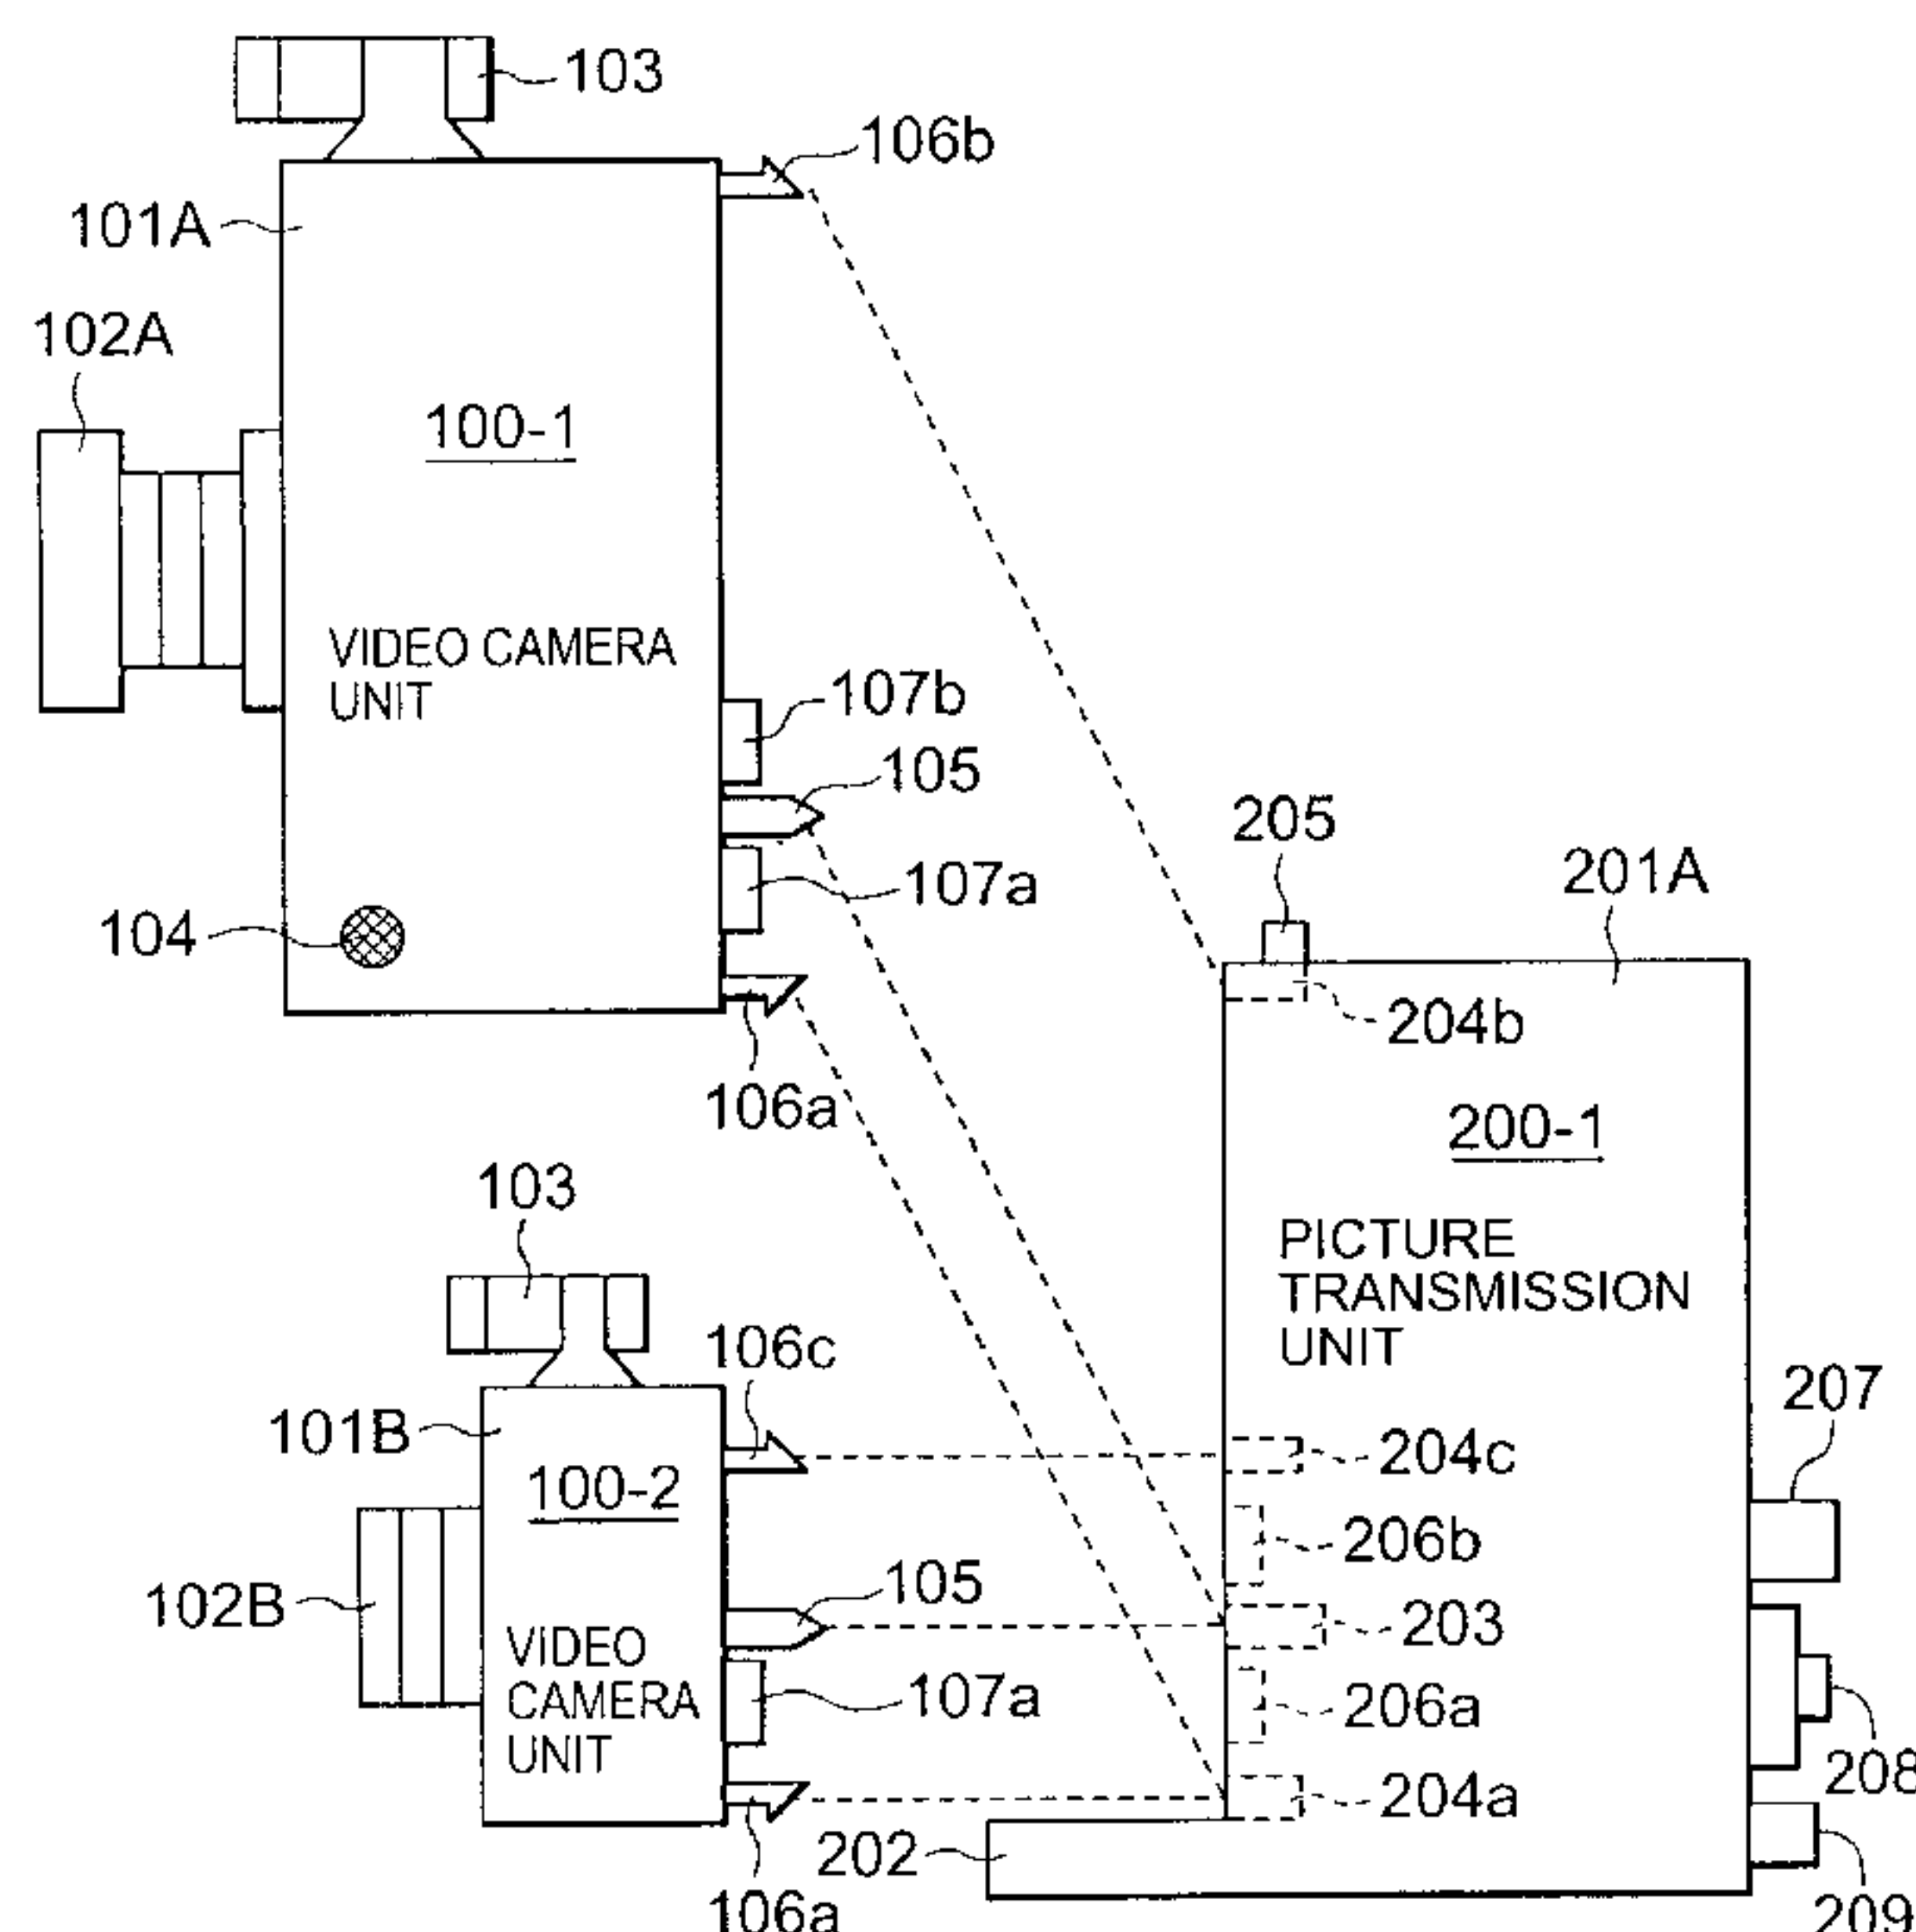 103
106b
101A
102A
100-1
VIDEO CAMERA
UNIT
107b
105
107a
104
106a
205
201A
204b
200-1
PICTURE
TRANSMISSION
UNIT
103
106c
101B
100-2
102B
105
VIDEO
CAMERA
UNIT
107a
106a
207
204c
206b
203
206a
208
204a
202
209